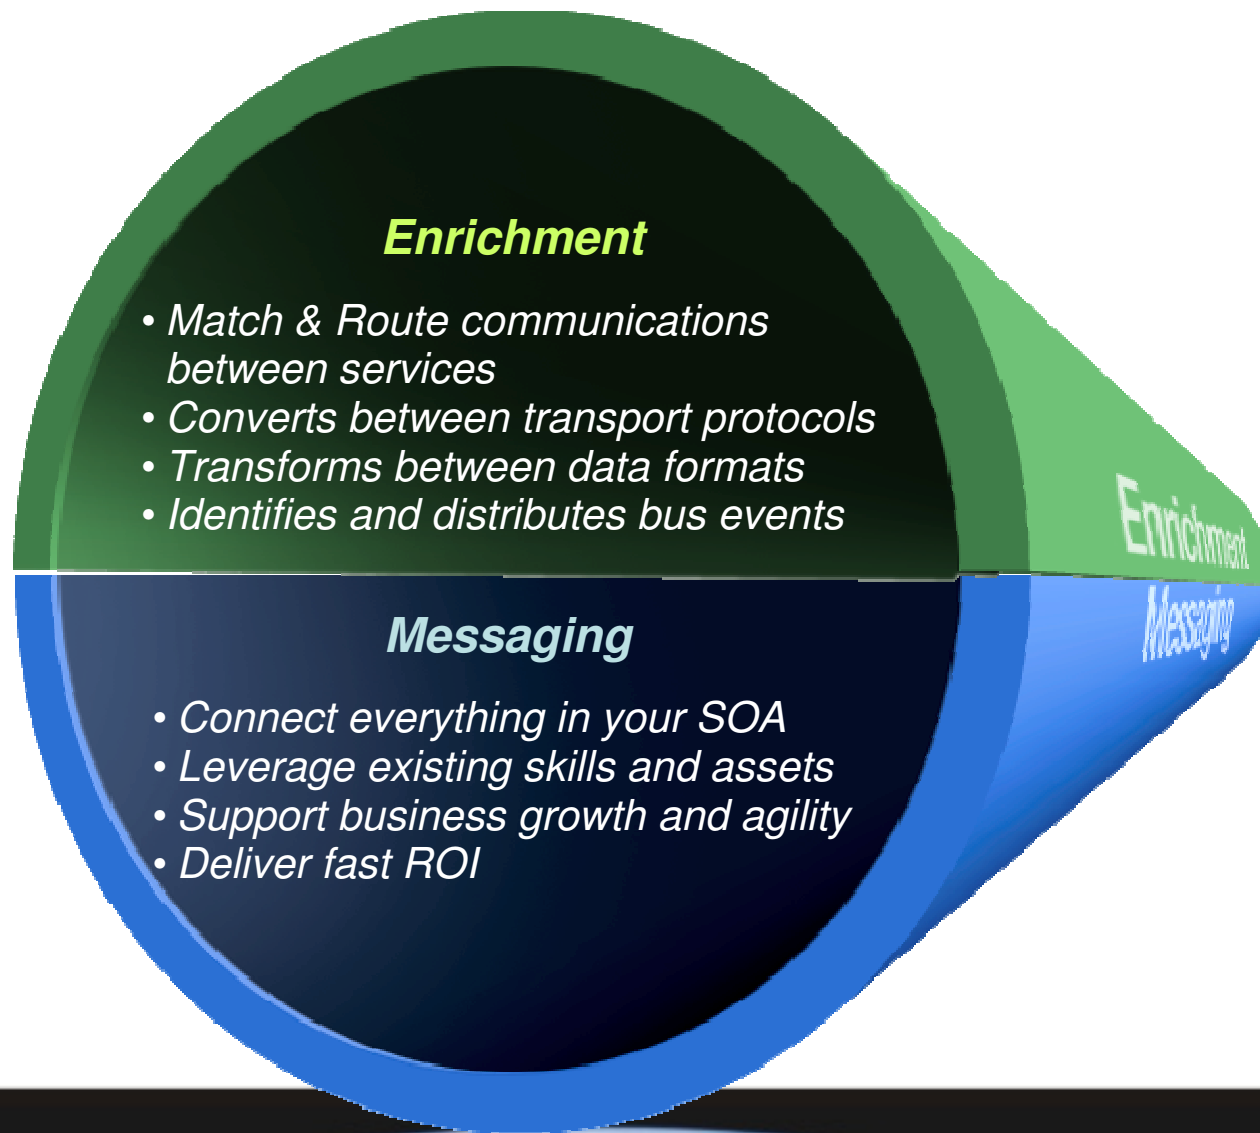 Enrichment
• Match & Route communications
between services
• Converts between transport protocols
• Transforms between data formats
• Identifies and distributes bus events
Enrichment
Messaging
Messaging
• Connect everything in your SOA
• Leverage existing skills and assets
• Support business growth and agility
• Deliver fast ROI